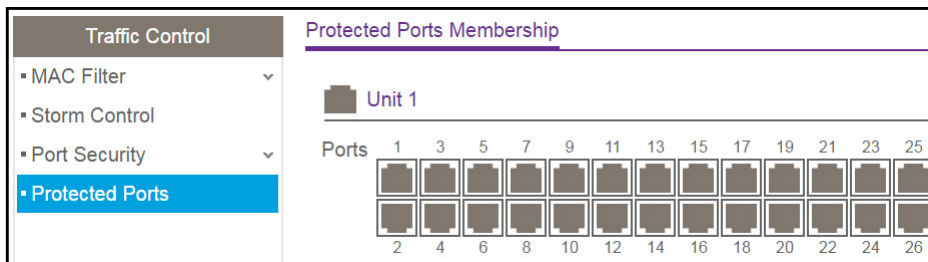 Traffic Control
MAC Filter
Storm Control
Port Security
Protected Ports
Protected Ports Membership
Unit 1
Ports 1 3 5 7 9 11 13 15 17 19 21 23 25
2 4 6 8 10 12 14 16 18 20 22 24 26